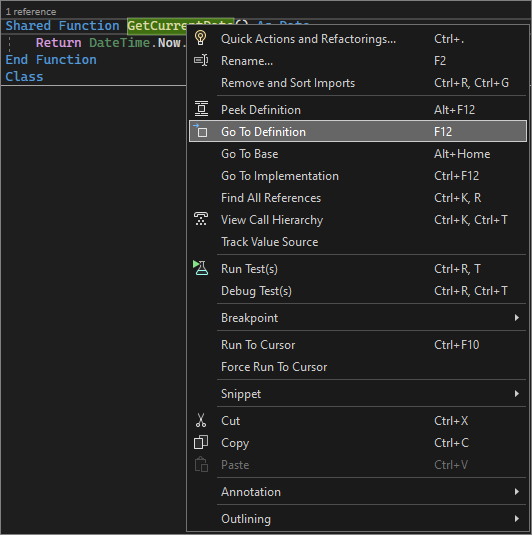 1 reference
Shared Function GetCurrentDate() As Date
Return DateTime.Now.
End Function
Class
Quick Actions and Refactorings... Ctrl+.
Rename... F2
Remove and Sort Imports Ctrl+R, Ctrl+G
Peek Definition Alt+F12
Go To Definition F12
Go To Base Alt+Home
Go To Implementation Ctrl+F12
Find All References Ctrl+K, R
View Call Hierarchy Ctrl+K, Ctrl+T
Track Value Source
Run Test(s) Ctrl+R, T
Debug Test(s) Ctrl+R, Ctrl+T
Breakpoint
Run To Cursor Ctrl+F10
Force Run To Cursor
Snippet
Cut Ctrl+X
Copy Ctrl+C
Paste Ctrl+V
Annotation
Outlining